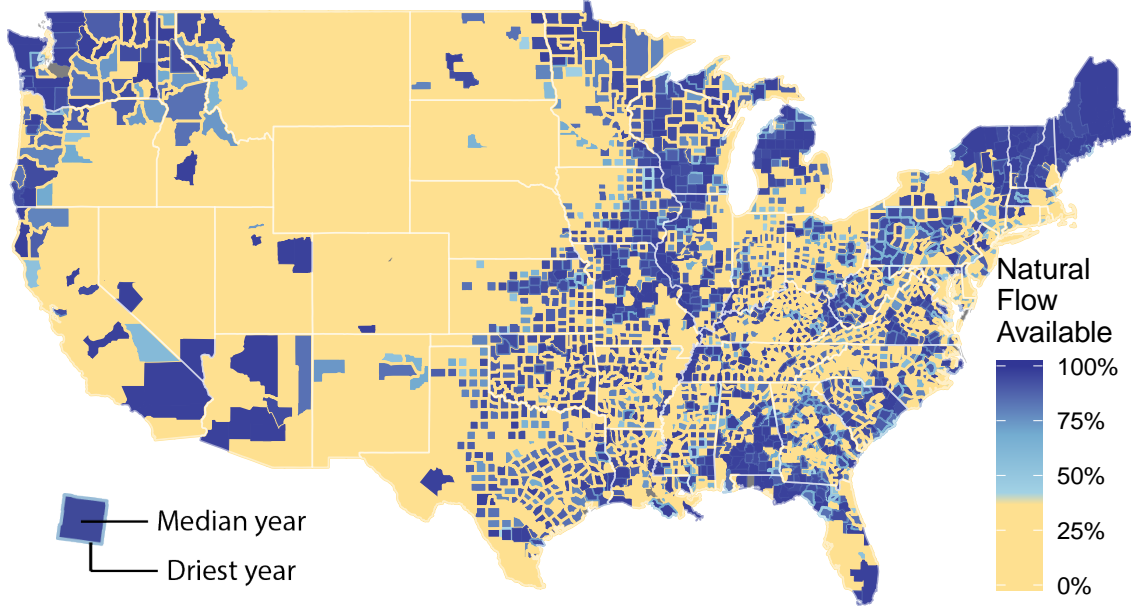 Natural
Flow
Available
100%
75%
50%
25%
0%
Median year
Driest year